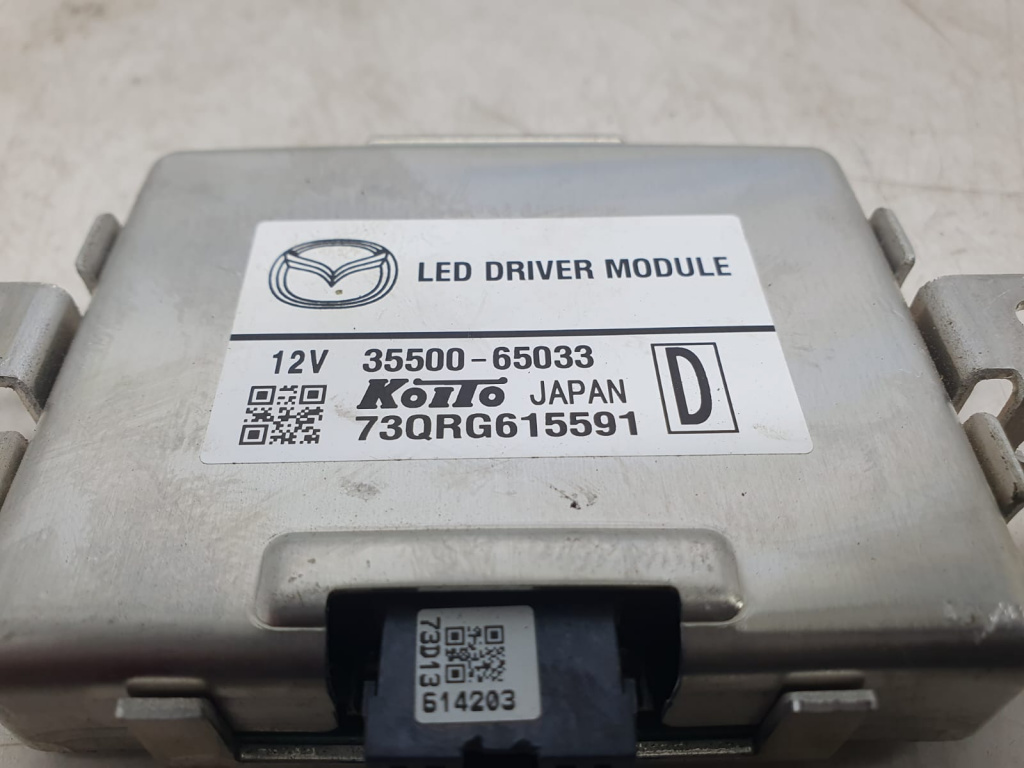 LED DRIVER MODULE
12V 35500-65033
KOITO JAPAN D
73QRG615591
73D13
614203